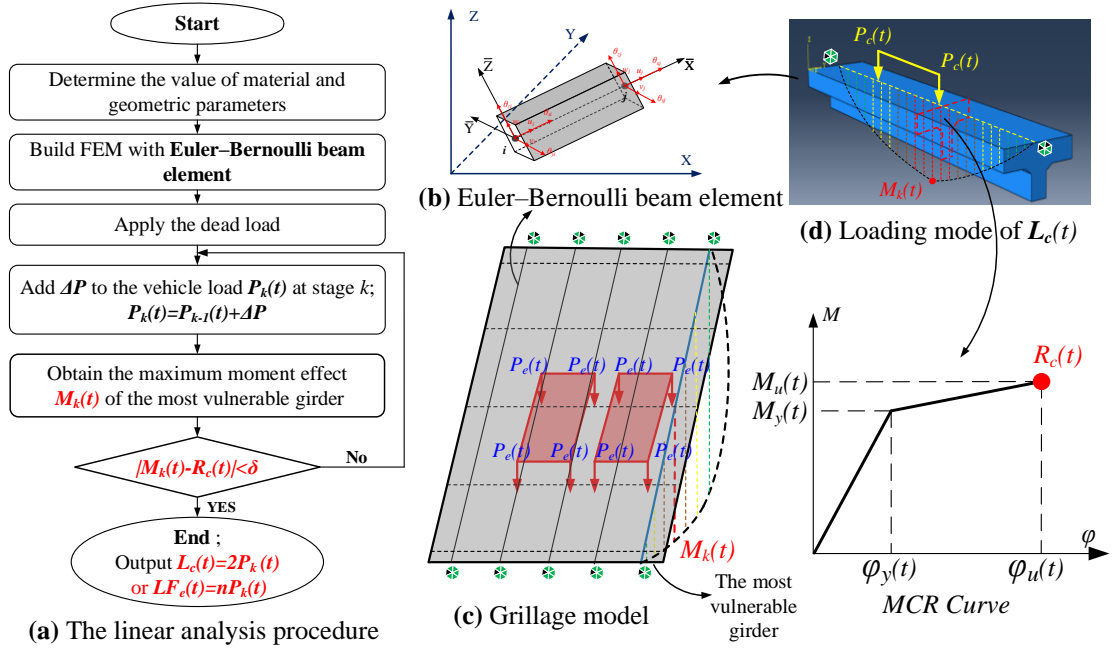 Start
Determine the value of material and
geometric parameters
Build FEM with Euler–Bernoulli beam
element
Apply the dead load
Add ΔP to the vehicle load Pk(t) at stage k;
Pk(t)=Pk-1(t)+ΔP
Obtain the maximum moment effect
Mk(t) of the most vulnerable girder
|Mk(t)-Rc(t)|<δ
No
YES
End ;
Output Lc(t)=2Pk(t)
or LFe(t)=nPk(t)
(a) The linear analysis procedure
Z
Y
X
Z̅
Y̅
X̅
i
j
(b) Euler–Bernoulli beam element
Pe(t) Pe(t) Pe(t) Pe(t)
Pe(t) Pe(t) Pe(t) Pe(t)
Mk(t)
The most
vulnerable
girder
(c) Grillage model
Pc(t)
Pc(t)
Mk(t)
(d) Loading mode of Lc(t)
M
Rc(t)
Mu(t)
My(t)
φ
φy(t) φu(t)
MCR Curve